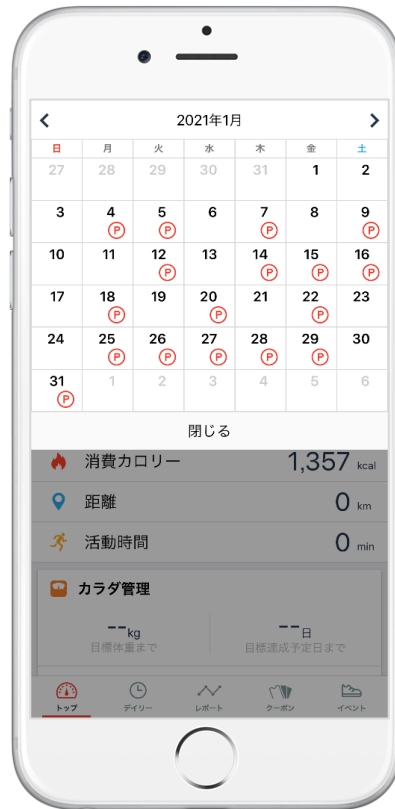 2021年1月
日 月 火 水 木 金 土
27 28 29 30 31 1 2
3 4 5 6 7 8 9
P P P P
10 11 12 13 14 15 16
P P P P
17 18 19 20 21 22 23
P P P
24 25 26 27 28 29 30
P P P P P
31 1 2 3 4 5 6
P
閉じる
消費カロリー 1,357 kcal
距離 0 km
活動時間 0 min
カラダ管理
--kg --日
目標体重まで 目標達成予定日まで
トップ デイリー レポート クーポン イベント